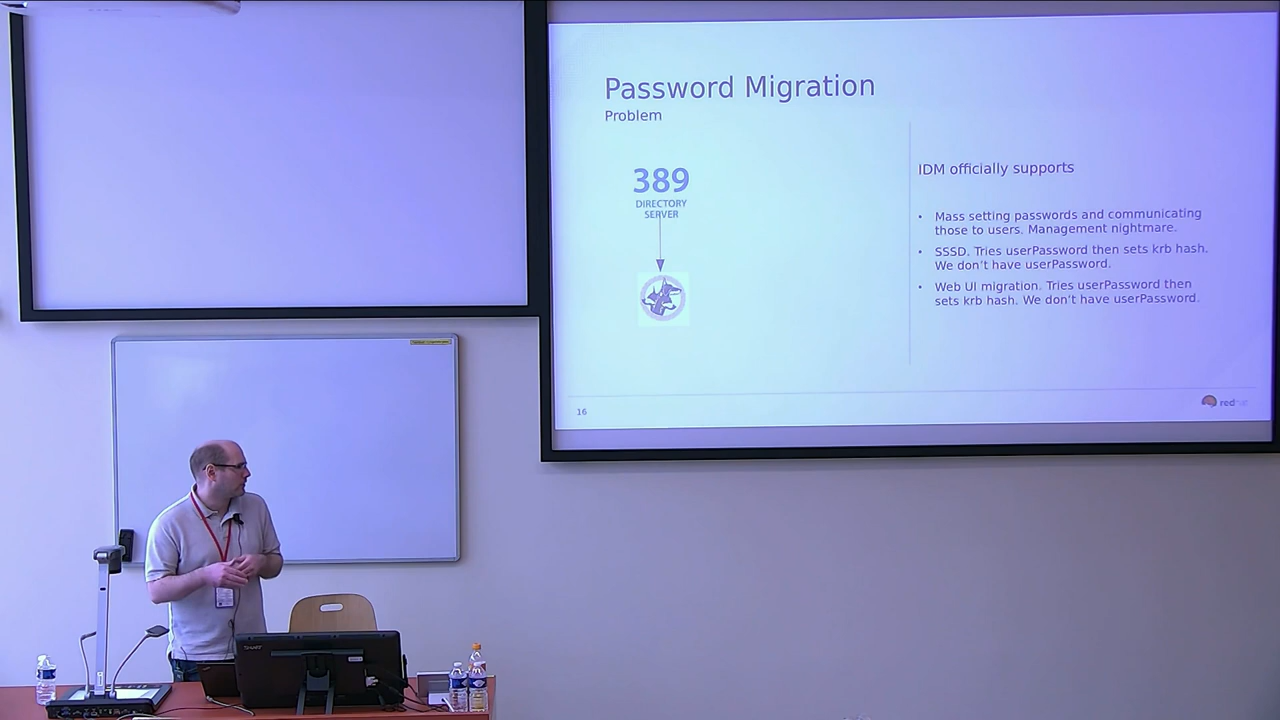 Password Migration
Problem
389
DIRECTORY
SERVER
IDM officially supports
• Mass setting passwords and communicating
those to users. Management nightmare.
• SSSD. Tries userPassword then sets krb hash.
We don’t have userPassword.
• Web UI migration. Tries userPassword then
sets krb hash. We don’t have userPassword.
16
redhat